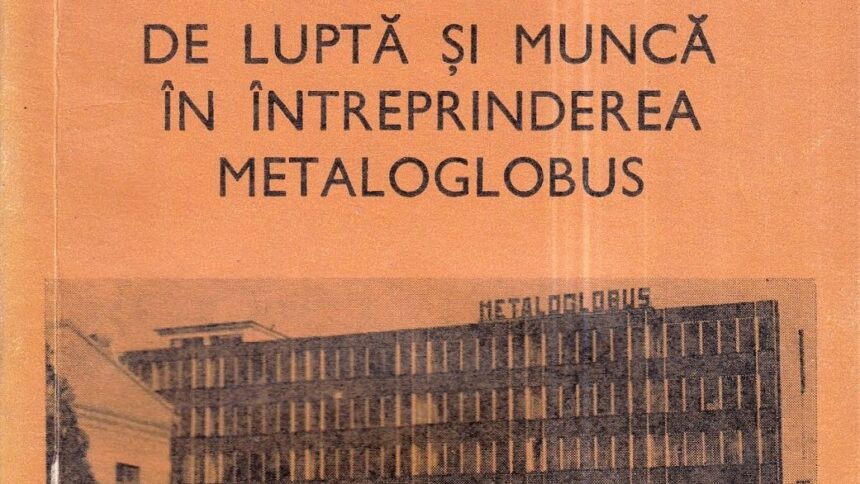 DE LUPTĂ ȘI MUNCĂ
ÎN ÎNTREPRINDEREA
METALOGLOBUS
METALOGLOBUS